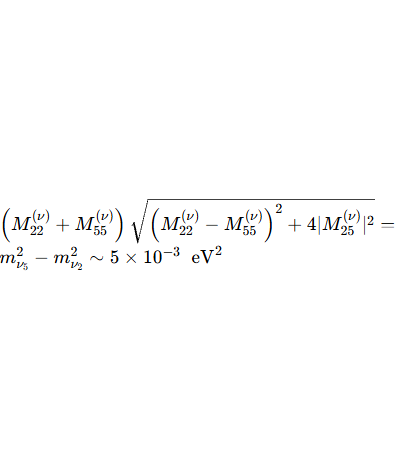 \left(M_{22}^{(\nu)} + M_{55}^{(\nu)}\right) \sqrt{\left(M_{22}^{(\nu)} - M_{55}^{(\nu)}\right)^2 + 4|M_{25}^{(\nu)}|^2} =
m_{\nu_5}^2 - m_{\nu_2}^2 \sim 5 \times 10^{-3} \text{ eV}^2